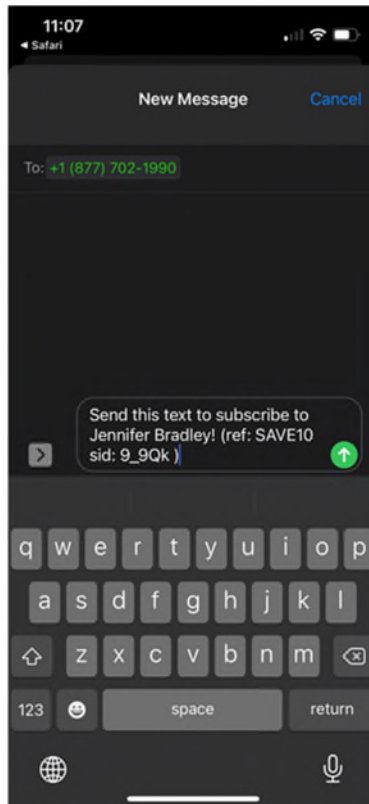 11:07
◄ Safari
New Message
Cancel
To: +1 (877) 702-1990
Send this text to subscribe to
Jennifer Bradley! (ref: SAVE10
sid: 9_9Qk )
q w e r t y u i o p
a s d f g h j k l
z x c v b n m
123 space return